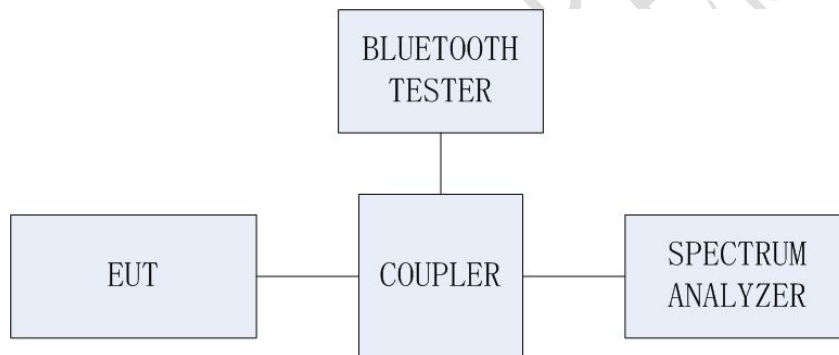 BLUETOOTH
TESTER
EUT
COUPLER
SPECTRUM
ANALYZER